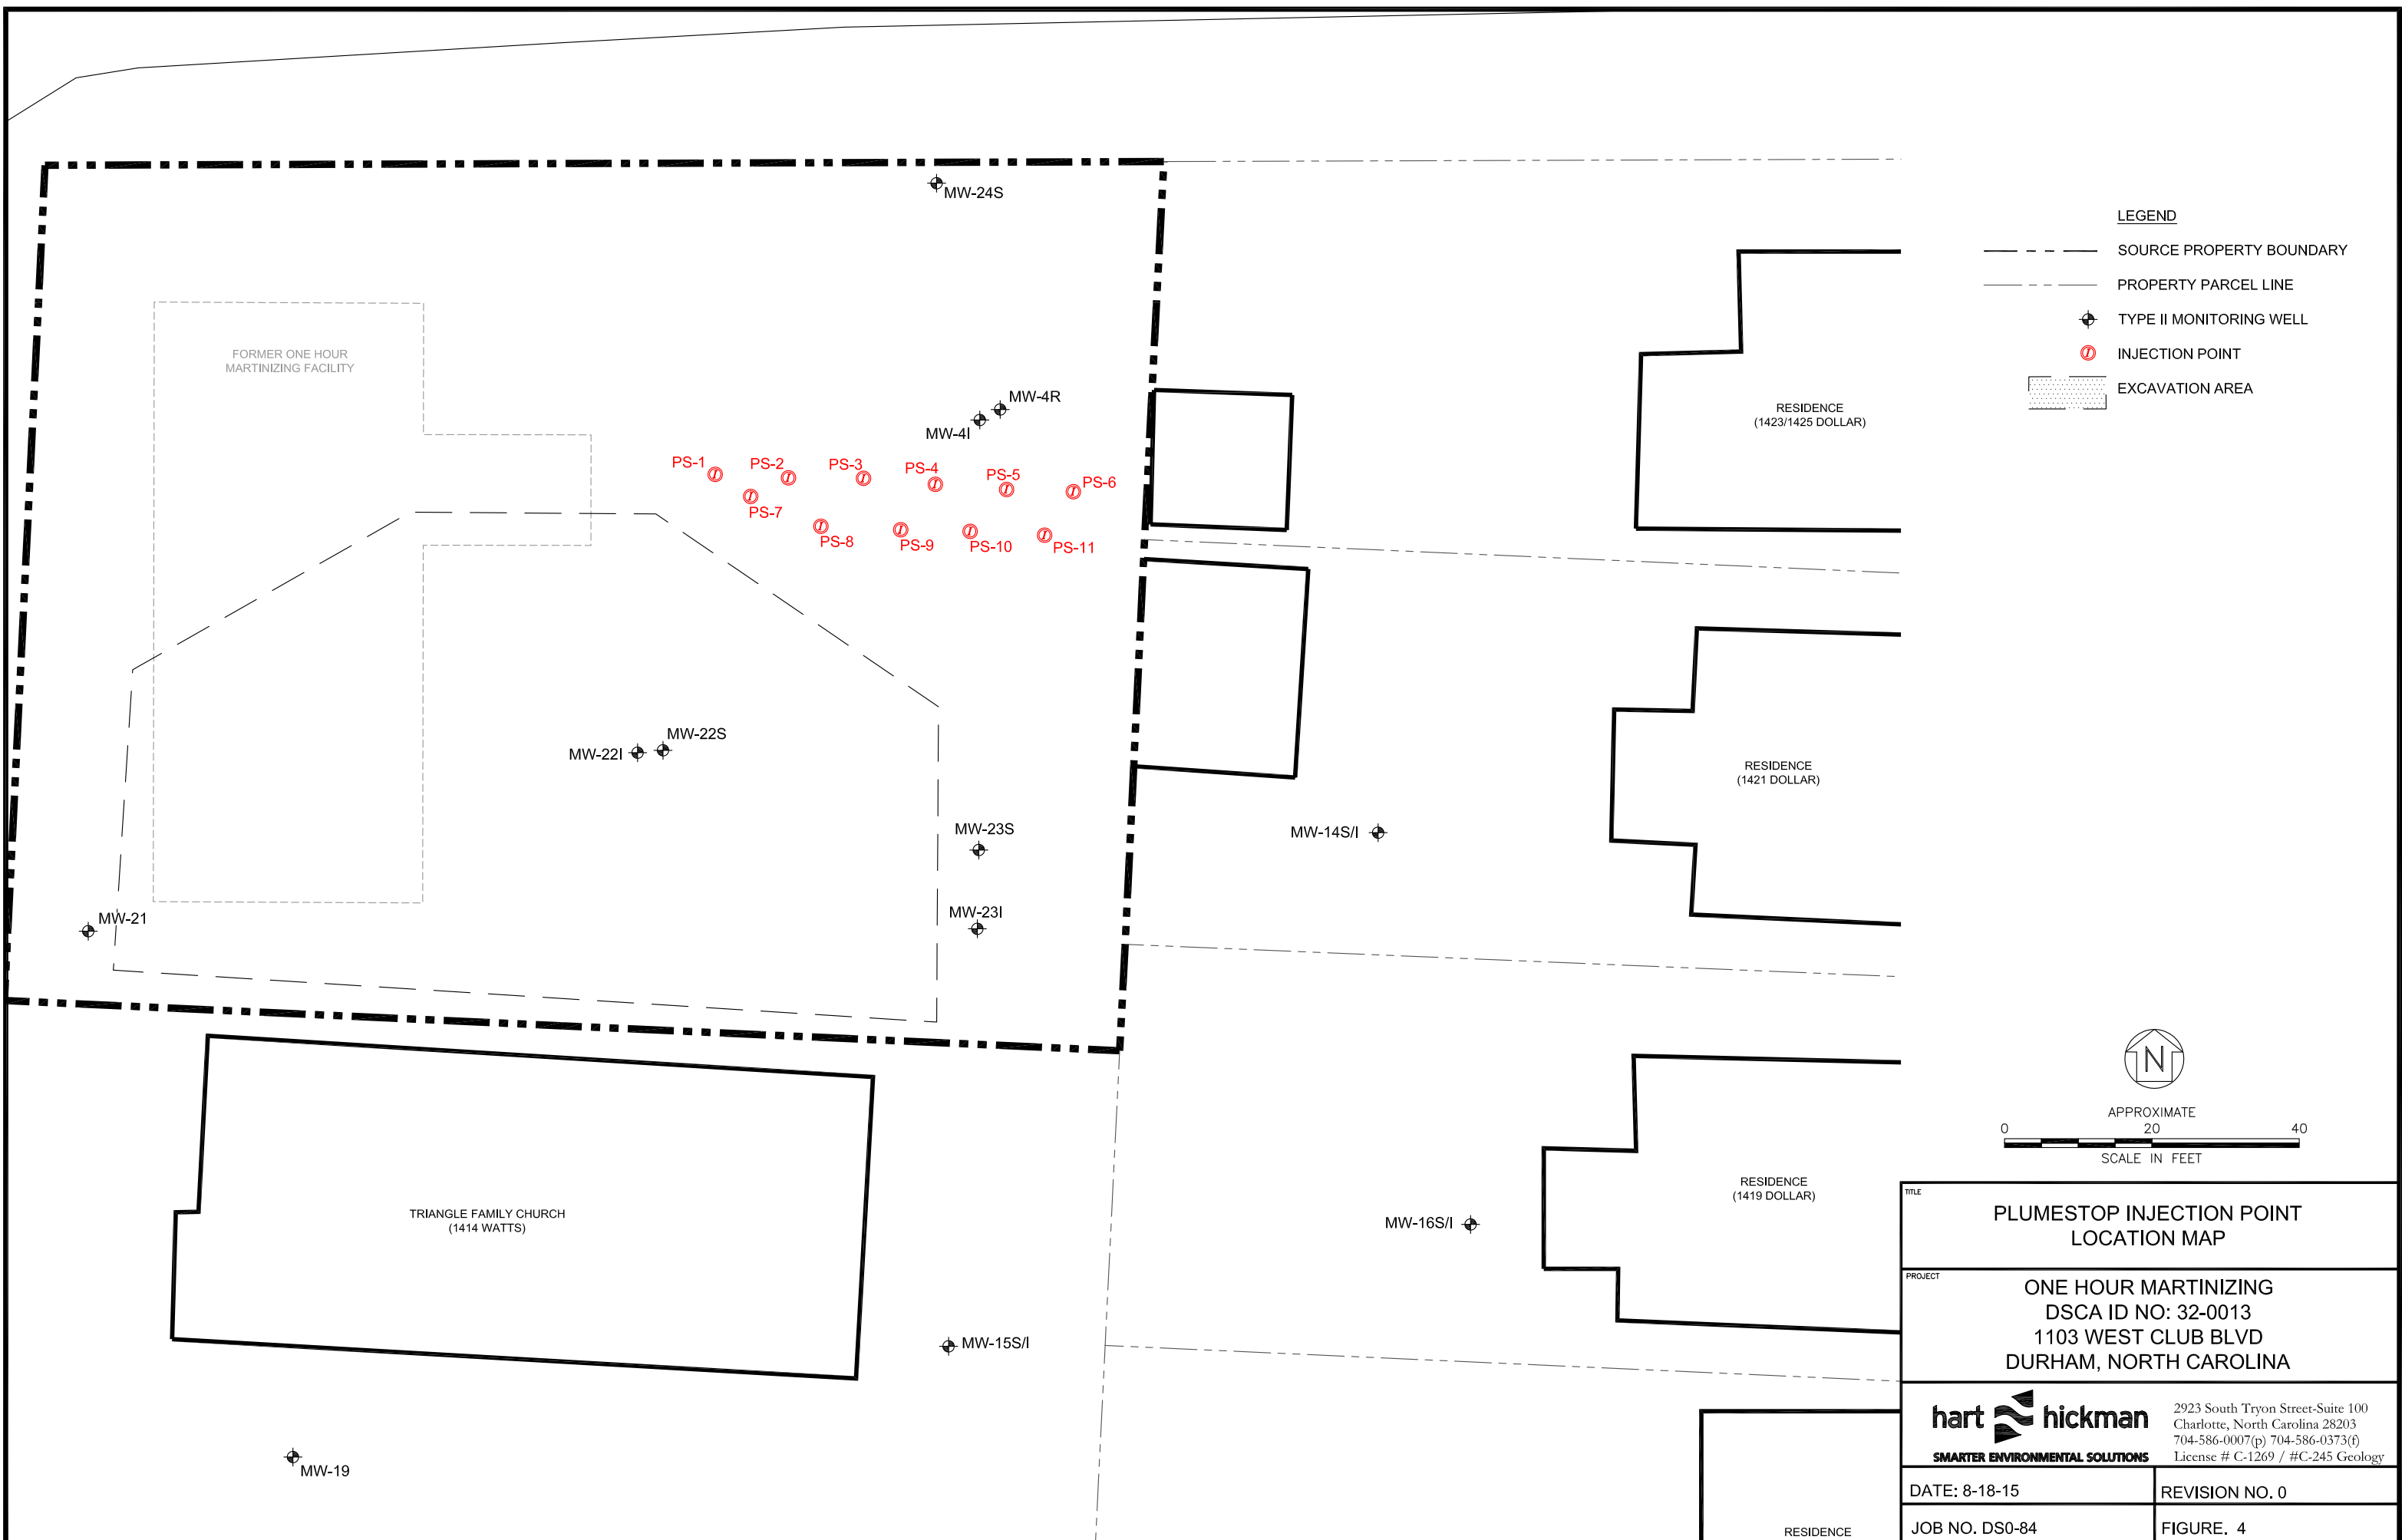 MW-24S
LEGEND
SOURCE PROPERTY BOUNDARY
PROPERTY PARCEL LINE
TYPE II MONITORING WELL
INJECTION POINT
EXCAVATION AREA
FORMER ONE HOUR
MARTINIZING FACILITY
MW-4R
MW-4I
RESIDENCE
(1423/1425 DOLLAR)
PS-1
PS-2
PS-3
PS-4
PS-5
PS-6
PS-7
PS-8
PS-9
PS-10
PS-11
MW-22S
MW-22I
RESIDENCE
(1421 DOLLAR)
MW-23S
MW-14S/I
MW-21
MW-23I
N
APPROXIMATE
0 20 40
SCALE IN FEET
TRIANGLE FAMILY CHURCH
(1414 WATTS)
RESIDENCE
(1419 DOLLAR)
MW-16S/I
MW-15S/I
MW-19
RESIDENCE
TITLE
PLUMESTOP INJECTION POINT
LOCATION MAP
PROJECT
ONE HOUR MARTINIZING
DSCA ID NO: 32-0013
1103 WEST CLUB BLVD
DURHAM, NORTH CAROLINA
hart hickman
SMARTER ENVIRONMENTAL SOLUTIONS
2923 South Tryon Street-Suite 100
Charlotte, North Carolina 28203
704-586-0007(p) 704-586-0373(f)
License # C-1269 / #C-245 Geology
DATE: 8-18-15
REVISION NO. 0
JOB NO. DS0-84
FIGURE. 4